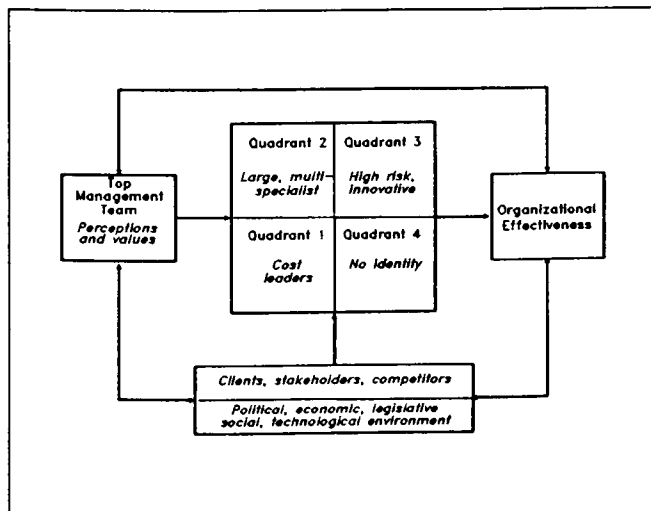 Quadrant 2
Large, multi-
specialist
Quadrant 3
High risk,
innovative
Top
Management
Team
Perceptions
and values
Organizational
Effectiveness
Quadrant 1
Cost
leaders
Quadrant 4
No identity
Clients, stakeholders, competitors
Political, economic, legislative
social, technological environment